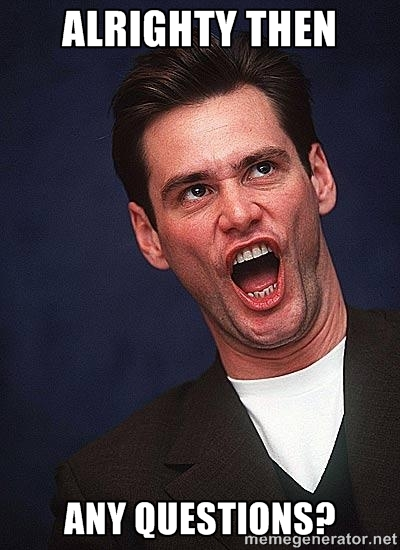 ALRIGHTY THEN
ANY QUESTIONS?
memegenerator.net